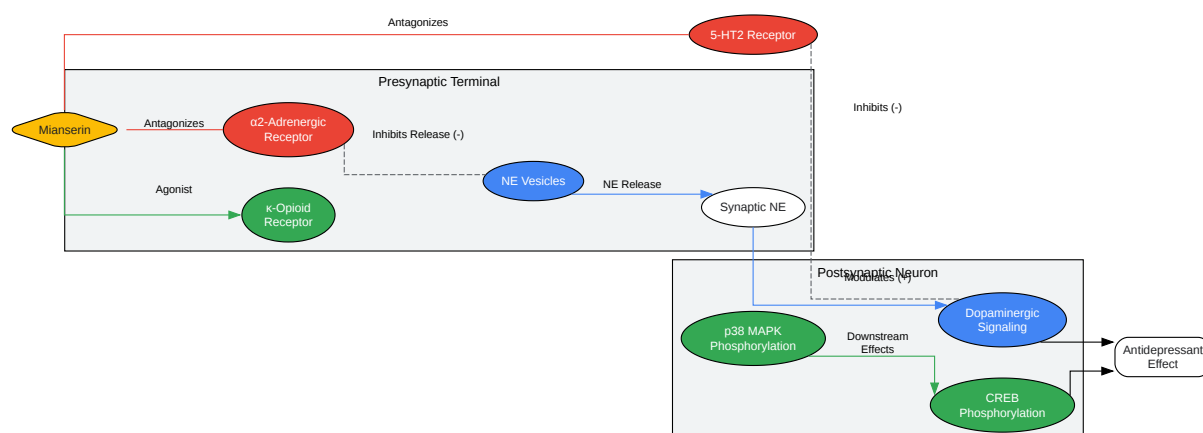 Antagonizes
5-HT2 Receptor
Presynaptic Terminal
Mianserin
Antagonizes
α2-Adrenergic
Receptor
Inhibits Release (-)
Inhibits (-)
NE Vesicles
NE Release
Agonist
κ-Opioid
Receptor
Synaptic NE
Postsynaptic Neuron
Modulates (+)
p38 MAPK
Phosphorylation
Downstream
Effects
Dopaminergic
Signaling
Antidepressant
Effect
CREB
Phosphorylation